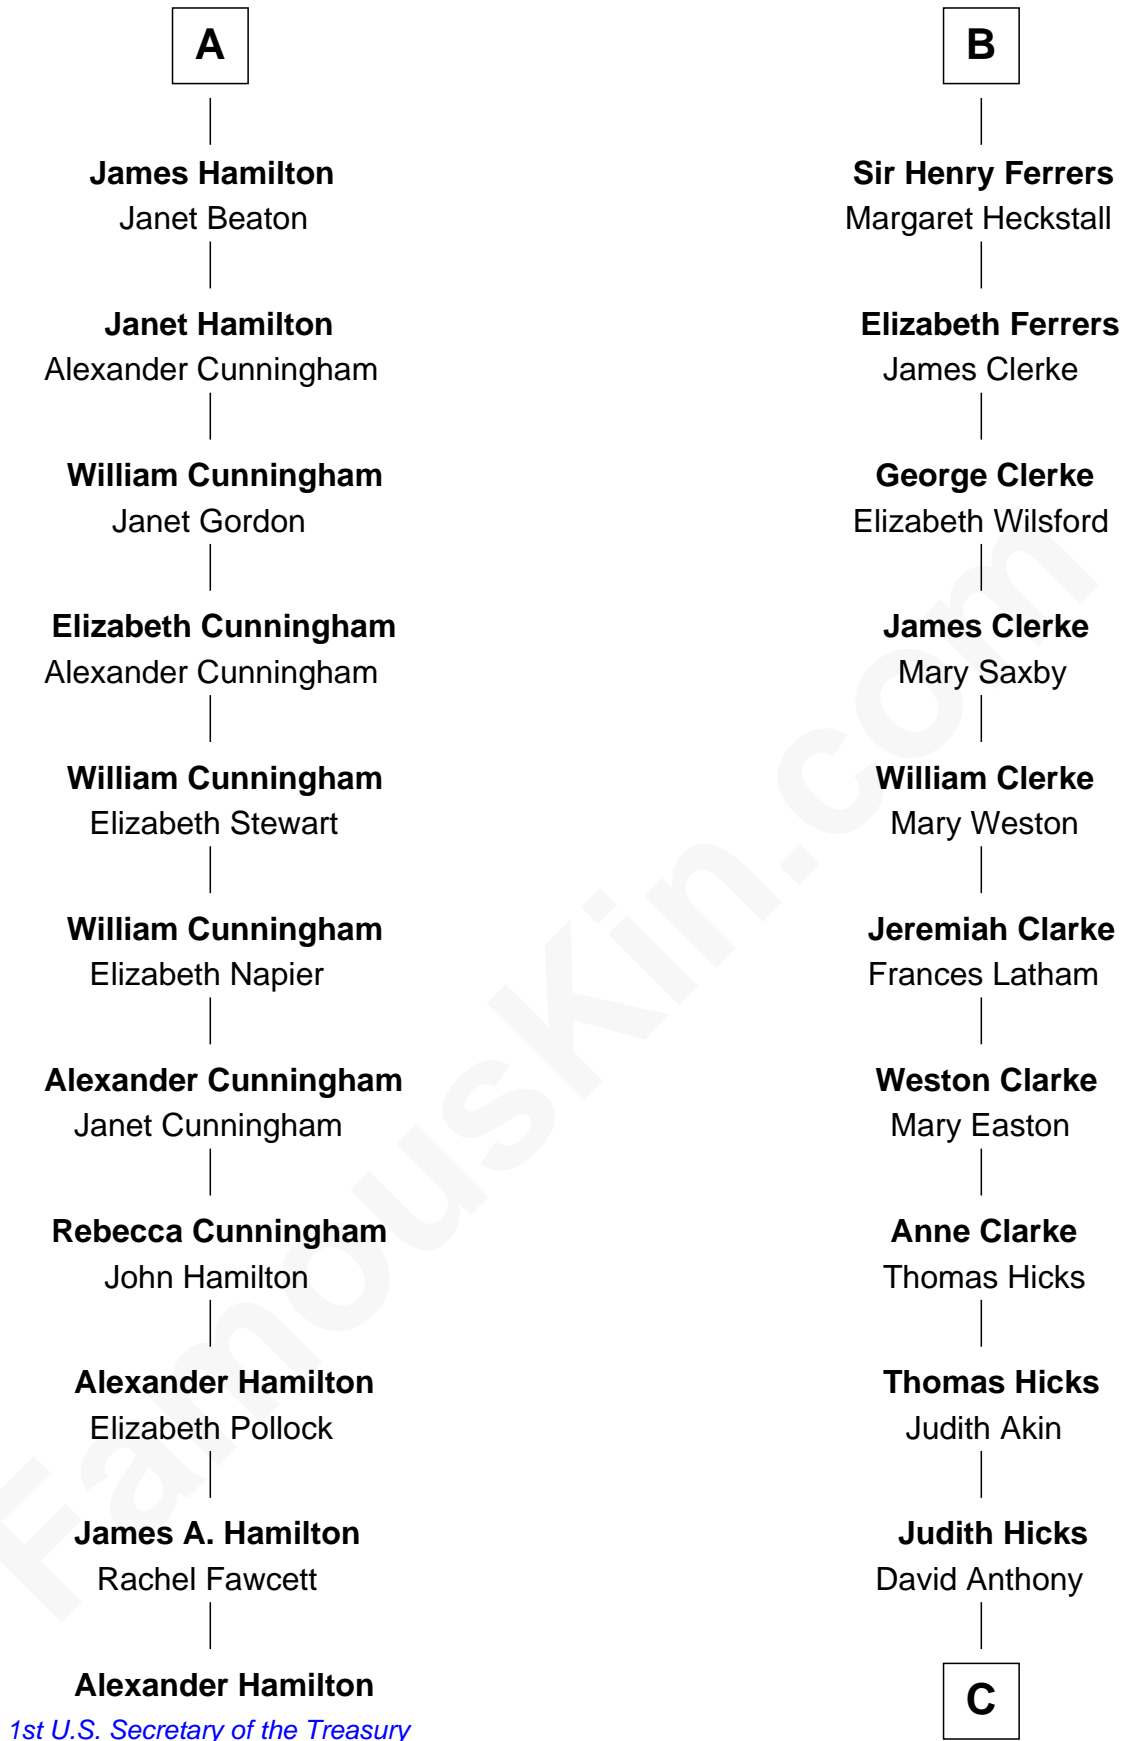 A
James Hamilton
Janet Beaton
Janet Hamilton
Alexander Cunningham
William Cunningham
Janet Gordon
Elizabeth Cunningham
Alexander Cunningham
William Cunningham
Elizabeth Stewart
William Cunningham
Elizabeth Napier
Alexander Cunningham
Janet Cunningham
Rebecca Cunningham
John Hamilton
Alexander Hamilton
Elizabeth Pollock
James A. Hamilton
Rachel Fawcett
Alexander Hamilton
1st U.S. Secretary of the Treasury
B
Sir Henry Ferrers
Margaret Heckstall
Elizabeth Ferrers
James Clerke
George Clerke
Elizabeth Wilsford
James Clerke
Mary Saxby
William Clerke
Mary Weston
Jeremiah Clarke
Frances Latham
Weston Clarke
Mary Easton
Anne Clarke
Thomas Hicks
Thomas Hicks
Judith Akin
Judith Hicks
David Anthony
C
FamousKin.com